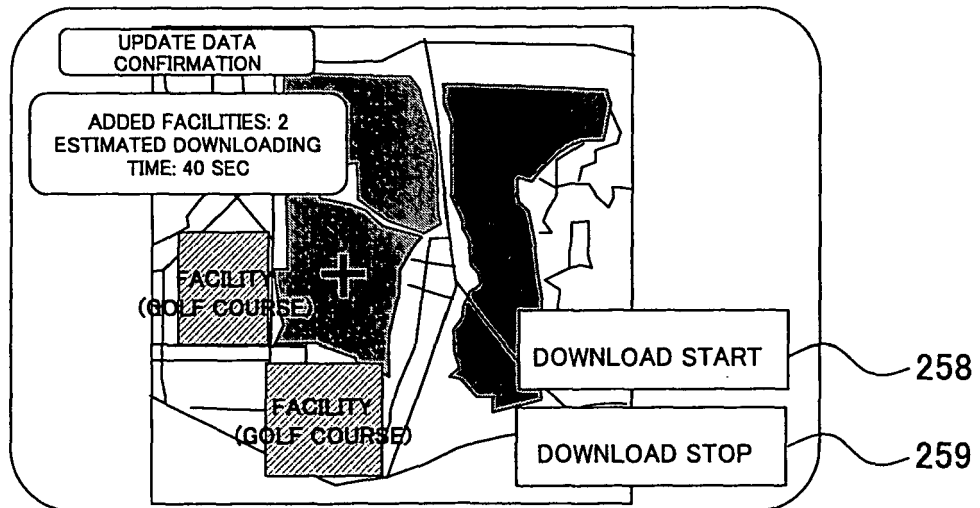 UPDATE DATA
CONFIRMATION
ADDED FACILITIES: 2
ESTIMATED DOWNLOADING
TIME: 40 SEC
FACILITY
(GOLF COURSE)
FACILITY
(GOLF COURSE)
DOWNLOAD START
258
DOWNLOAD STOP
259